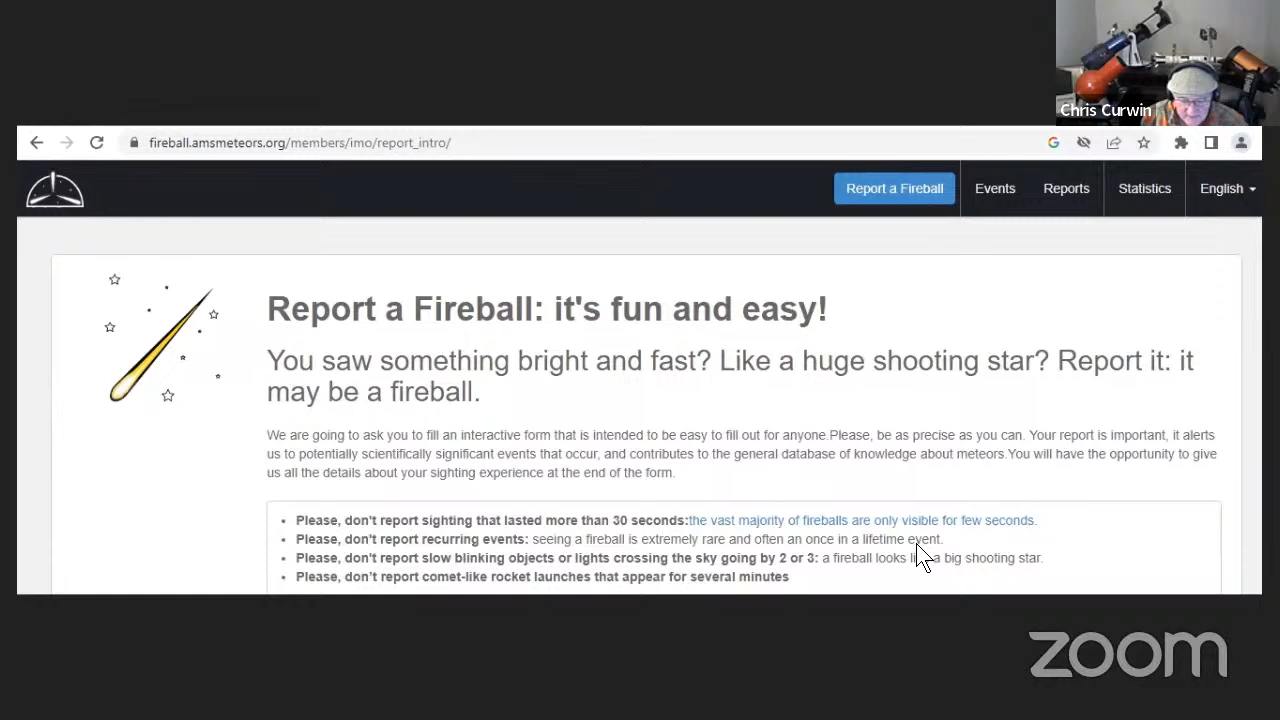 Chris Curwin
fireball.amsmeteors.org/members/imo/report_intro/
Report a Fireball
Events
Reports
Statistics
English
Report a Fireball: it's fun and easy!
You saw something bright and fast? Like a huge shooting star? Report it: it
may be a fireball.
We are going to ask you to fill an interactive form that is intended to be easy to fill out for anyone.Please, be as precise as you can. Your report is important, it alerts
us to potentially scientifically significant events that occur, and contributes to the general database of knowledge about meteors.You will have the opportunity to give
us all the details about your sighting experience at the end of the form.
• Please, don't report sighting that lasted more than 30 seconds:the vast majority of fireballs are only visible for few seconds.
• Please, don't report recurring events: seeing a fireball is extremely rare and often an once in a lifetime event.
• Please, don't report slow blinking objects or lights crossing the sky going by 2 or 3: a fireball looks a big shooting star.
• Please, don't report comet-like rocket launches that appear for several minutes
zoom